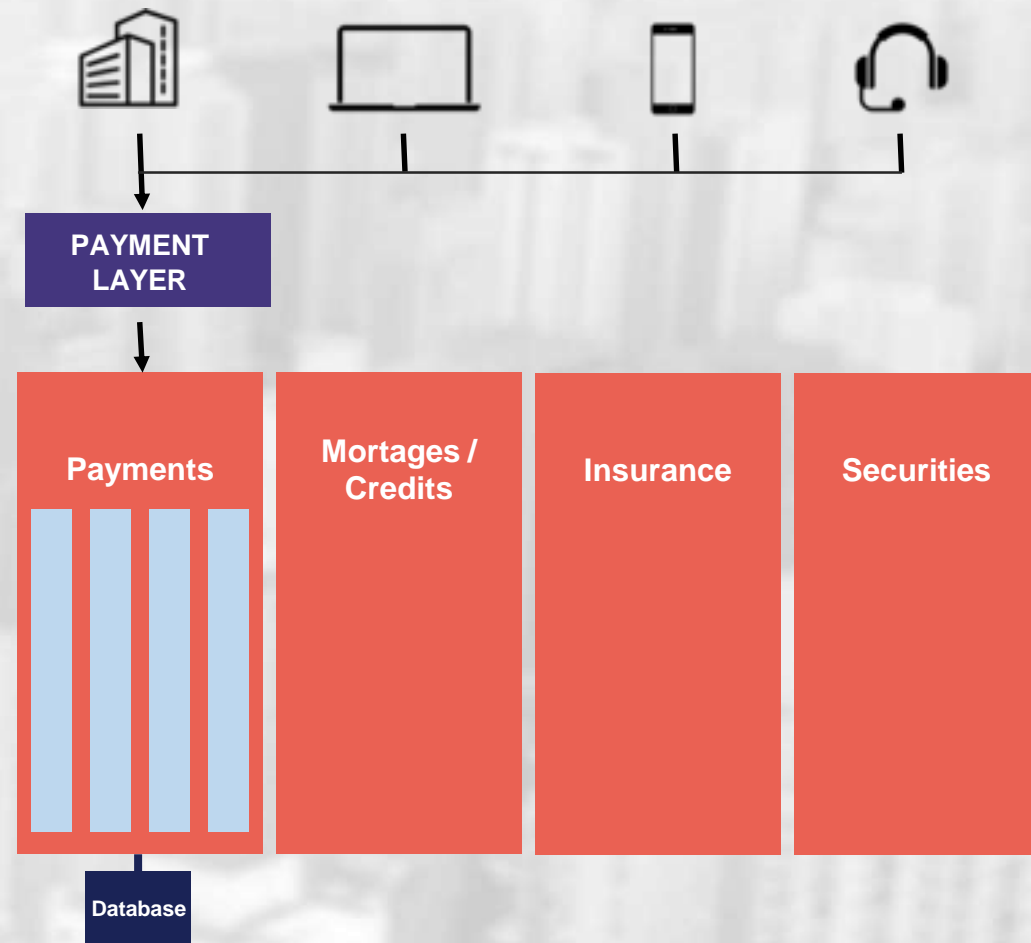 PAYMENT
LAYER
Payments
Mortages /
Credits
Insurance
Securities
Database